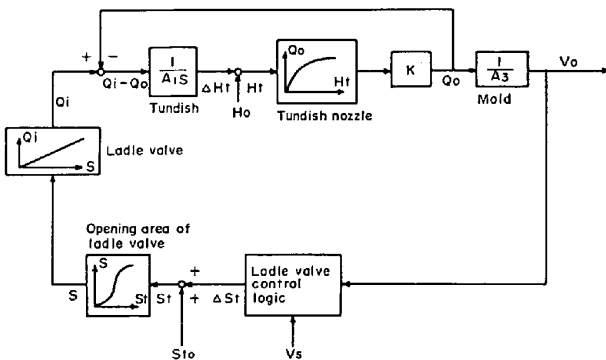 +
−
Qi
Qi-Qo
1
A1S
Tundish
ΔHt
Ht
Ho
Qo
Ht
Tundish nozzle
K
Qo
1
A3
Mold
Vo
Qi
S
Ladle valve
Opening area of
ladle valve
S
St
S
St
+
+
ΔSt
Sto
Ladle valve
control
logic
Vs